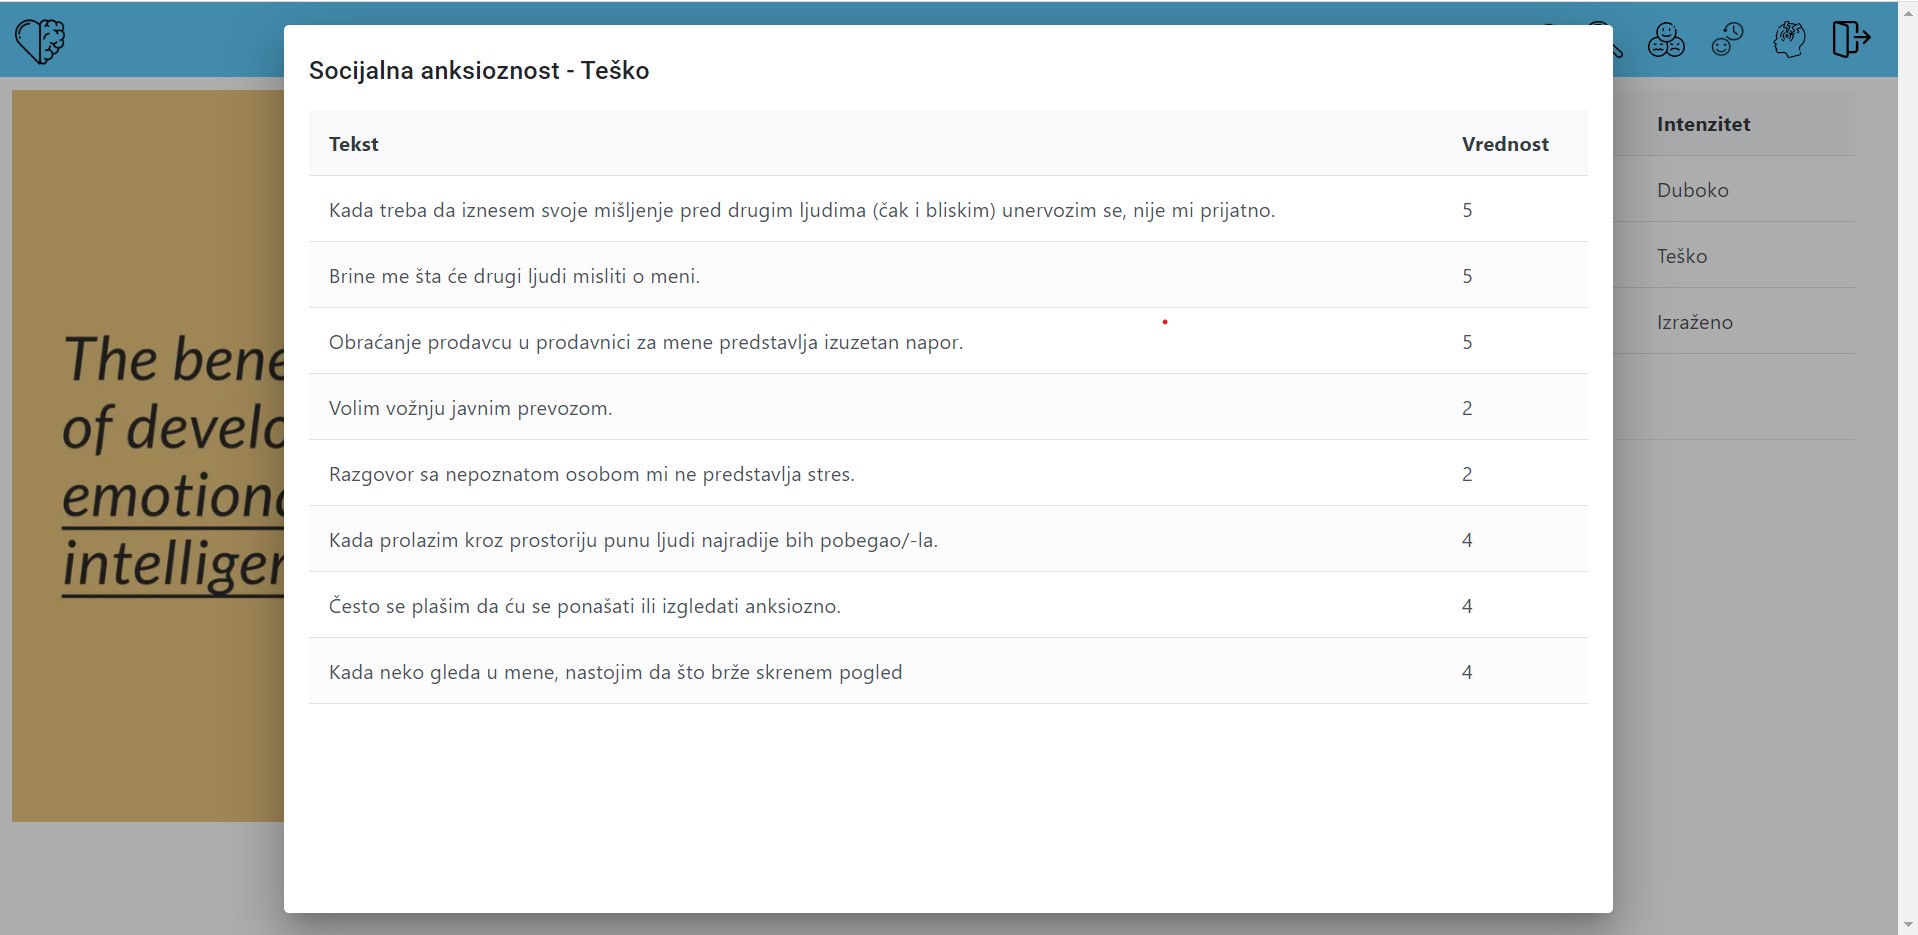 Socijalna anksioznost - Teško
Tekst Vrednost
Kada treba da iznesem svoje mišljenje pred drugim ljudima (čak i bliskim) unervozim se, nije mi prijatno. 5
Brine me šta će drugi ljudi misliti o meni. 5
Obraćanje prodavcu u prodavnici za mene predstavlja izuzetan napor. 5
Volim vožnju javnim prevozom. 2
Razgovor sa nepoznatom osobom mi ne predstavlja stres. 2
Kada prolazim kroz prostoriju punu ljudi najradije bih pobegao/-la. 4
Često se plašim da ću se ponašati ili izgledati anksiozno. 4
Kada neko gleda u mene, nastojim da što brže skrenem pogled 4
The
of
Intenzitet
Duboko
Teško
Izraženo